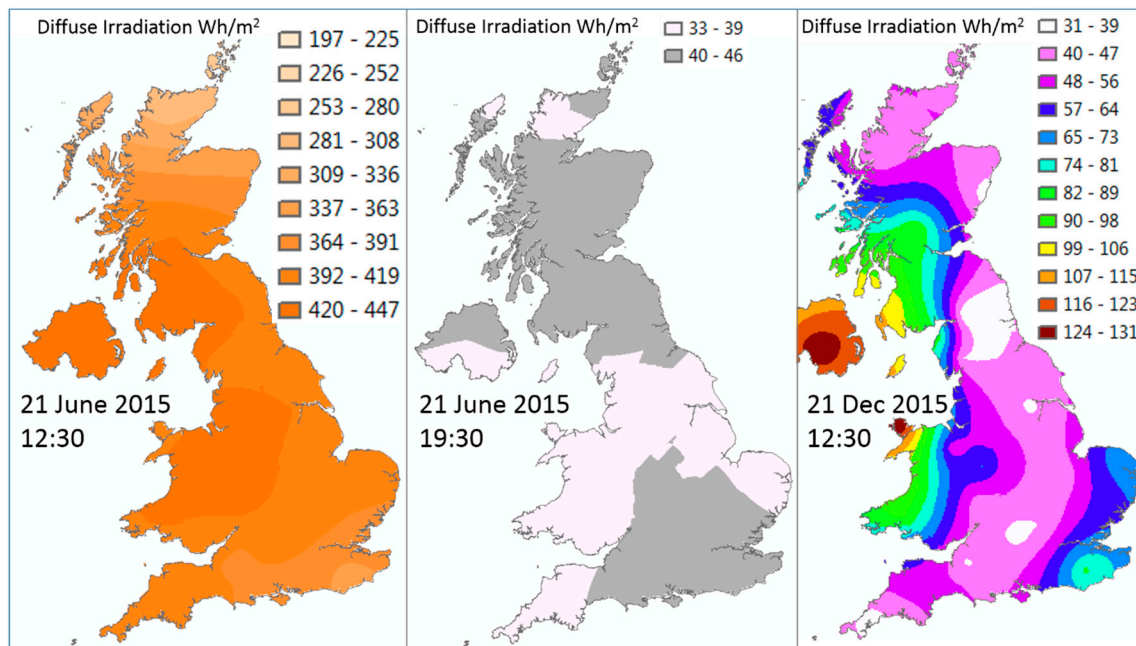 Diffuse Irradiation Wh/m²
197 - 225
226 - 252
253 - 280
281 - 308
309 - 336
337 - 363
364 - 391
392 - 419
420 - 447
21 June 2015
12:30
Diffuse Irradiation Wh/m²
33 - 39
40 - 46
21 June 2015
19:30
Diffuse Irradiation Wh/m²
31 - 39
40 - 47
48 - 56
57 - 64
65 - 73
74 - 81
82 - 89
90 - 98
99 - 106
107 - 115
116 - 123
124 - 131
21 Dec 2015
12:30